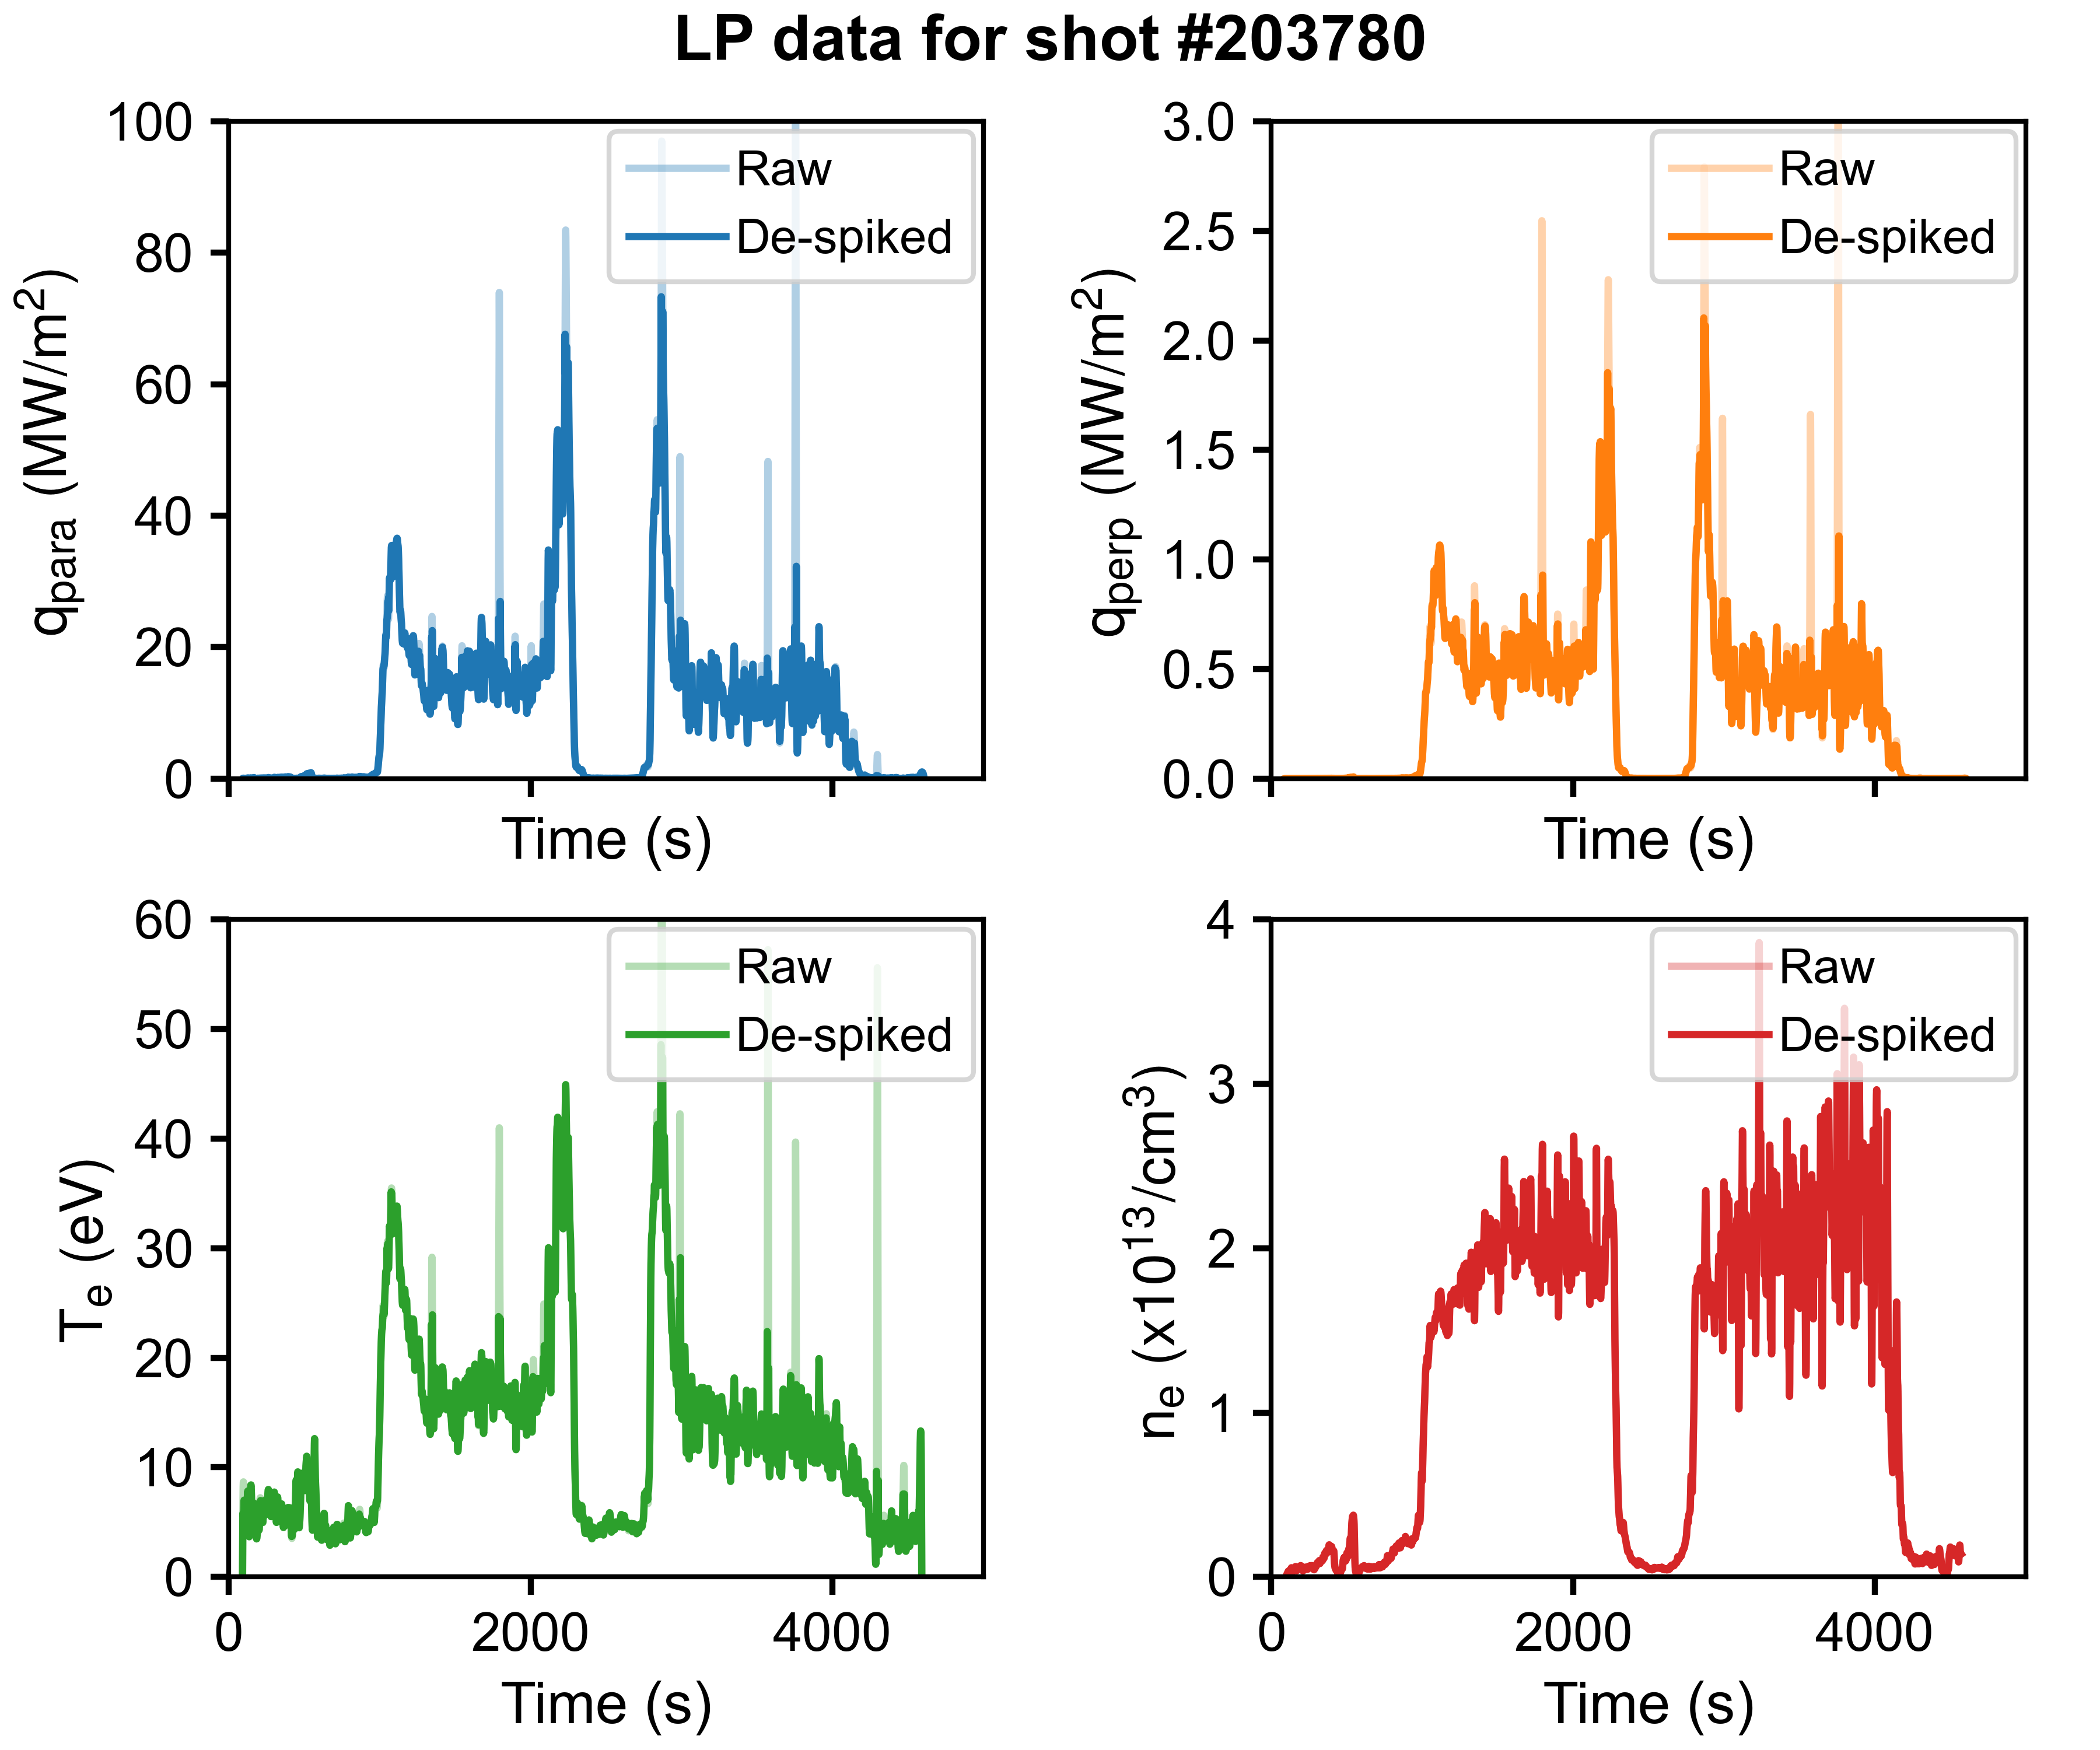 LP data for shot #203780
100
80
60
40
20
0
q_para (MW/m²)
Raw
De-spiked
Time (s)
3.0
2.5
2.0
1.5
1.0
0.5
0.0
q_perp (MW/m²)
Raw
De-spiked
Time (s)
60
50
40
30
20
10
0
T_e (eV)
Raw
De-spiked
0 2000 4000
Time (s)
4
3
2
1
0
n_e (x10¹³/cm³)
Raw
De-spiked
0 2000 4000
Time (s)